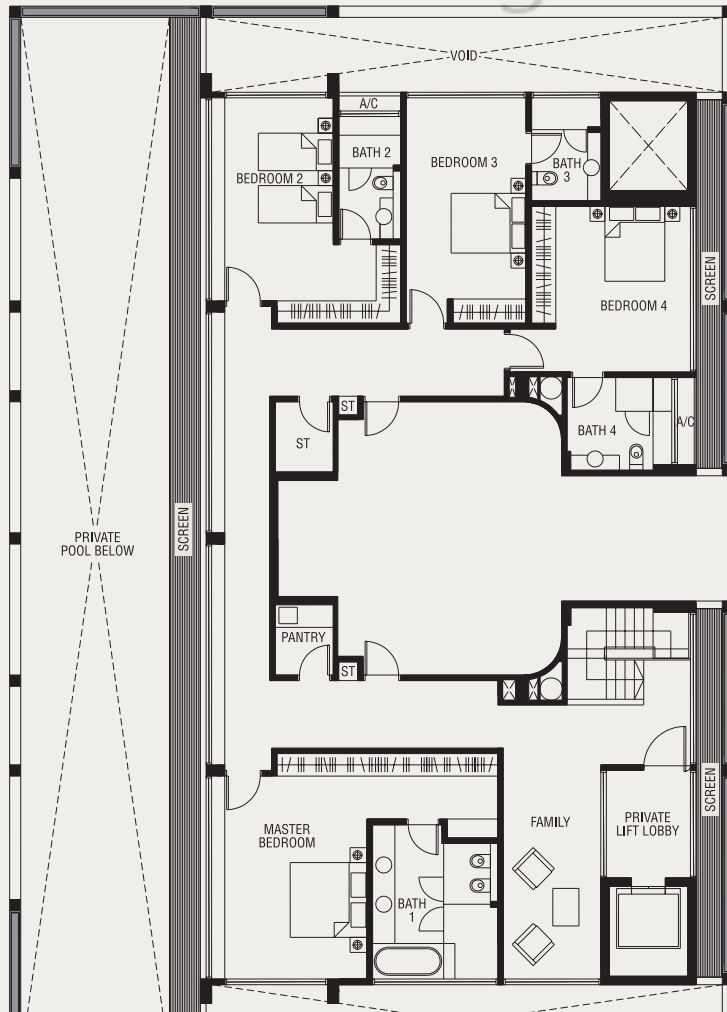 VOID
A/C
BATH 2
BEDROOM 2
BEDROOM 3
BATH
3
BEDROOM 4
SCREEN
ST
ST
BATH 4
A/C
PRIVATE
POOL BELOW
SCREEN
PANTRY
ST
MASTER
BEDROOM
BATH
1
FAMILY
PRIVATE
LIFT LOBBY
SCREEN